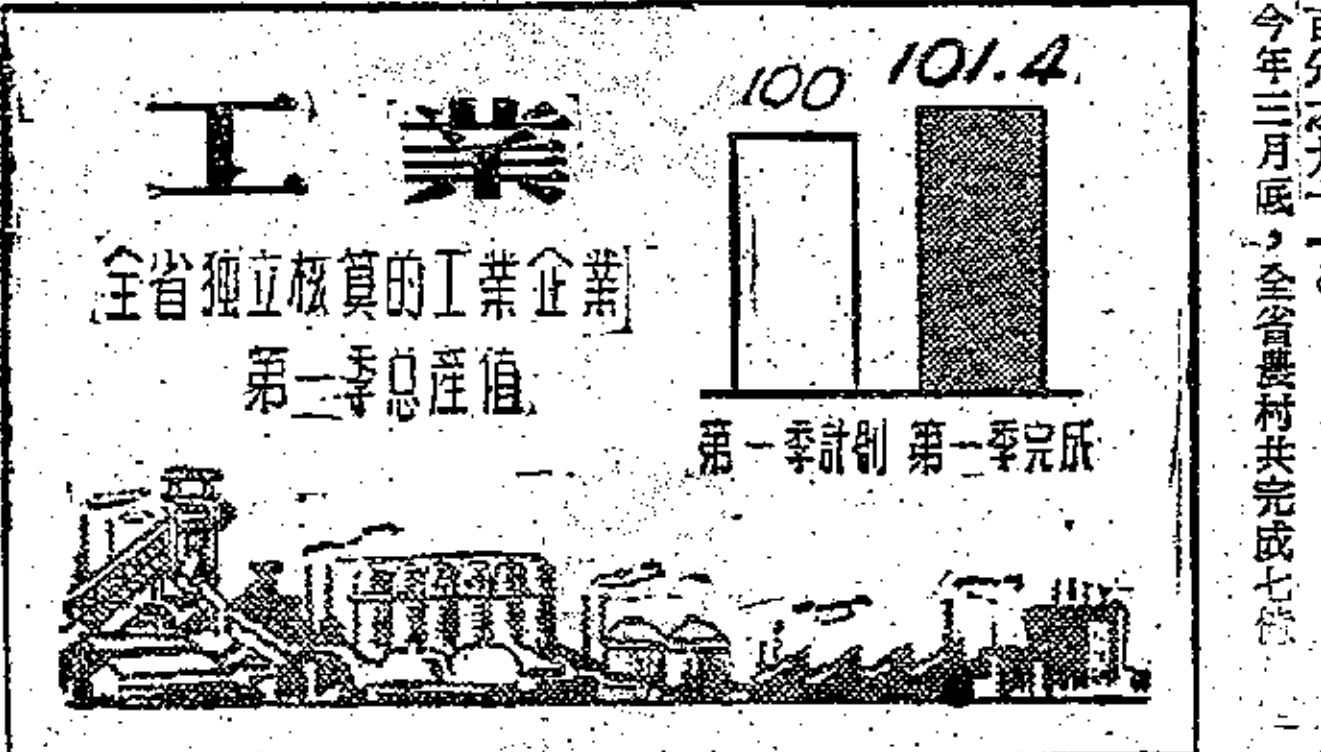 工業
全省獨立核算的工業企業
第一季总產值
100 101.4
第一季計劃 第一季完成
今年三月底，全省農村共完成七